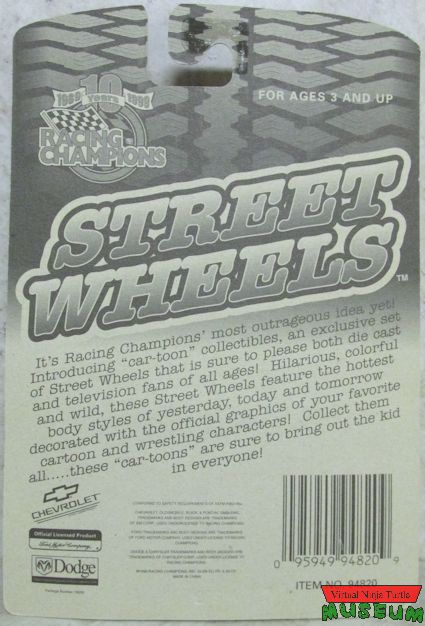 10
1989 years 1999
RACING
CHAMPIONS
FOR AGES 3 AND UP
STREET
WHEELS™
It's Racing Champions' most outrageous idea yet!
Introducing "car-toon" collectibles, an exclusive set
of Street Wheels that is sure to please both die cast
and television fans of all ages! Hilarious, colorful
and wild, these Street Wheels feature the hottest
body styles of yesterday, today and tomorrow
decorated with the official graphics of your favorite
cartoon and wrestling characters! Collect them
all.....these "car-toons" are sure to bring out the kid
in everyone!
CHEVROLET
Official Licensed Product
Ford Motor Company
Dodge
MADE IN CHINA
0 95949 94820 9
ITEM NO. 94820
Virtual Ninja Turtle
MUSEUM